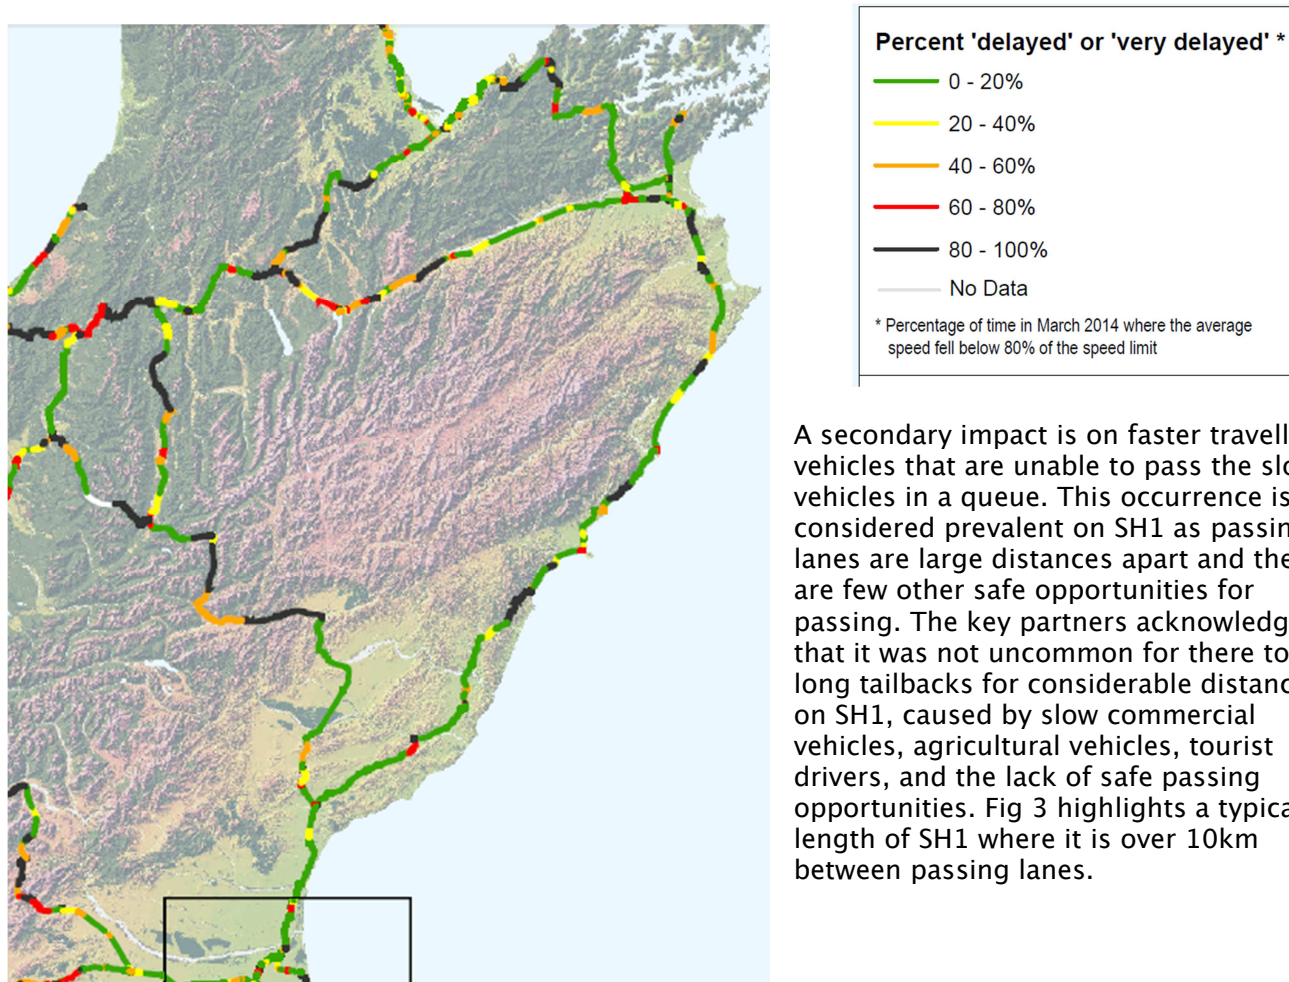 Percent 'delayed' or 'very delayed' *
0 - 20%
20 - 40%
40 - 60%
60 - 80%
80 - 100%
No Data
* Percentage of time in March 2014 where the average
speed fell below 80% of the speed limit
A secondary impact is on faster travell
vehicles that are unable to pass the slo
vehicles in a queue. This occurrence is
considered prevalent on SH1 as passin
lanes are large distances apart and the
are few other safe opportunities for
passing. The key partners acknowledg
that it was not uncommon for there to
long tailbacks for considerable distanc
on SH1, caused by slow commercial
vehicles, agricultural vehicles, tourist
drivers, and the lack of safe passing
opportunities. Fig 3 highlights a typica
length of SH1 where it is over 10km
between passing lanes.